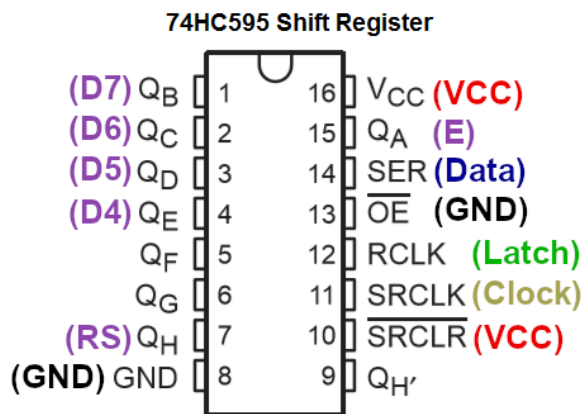 74HC595 Shift Register
(D7) QB 1 16 VCC (VCC)
(D6) QC 2 15 QA (E)
(D5) QD 3 14 SER (Data)
(D4) QE 4 13 OE (GND)
QF 5 12 RCLK (Latch)
QG 6 11 SRCLK (Clock)
(RS) QH 7 10 SRCLR (VCC)
(GND) GND 8 9 QH'